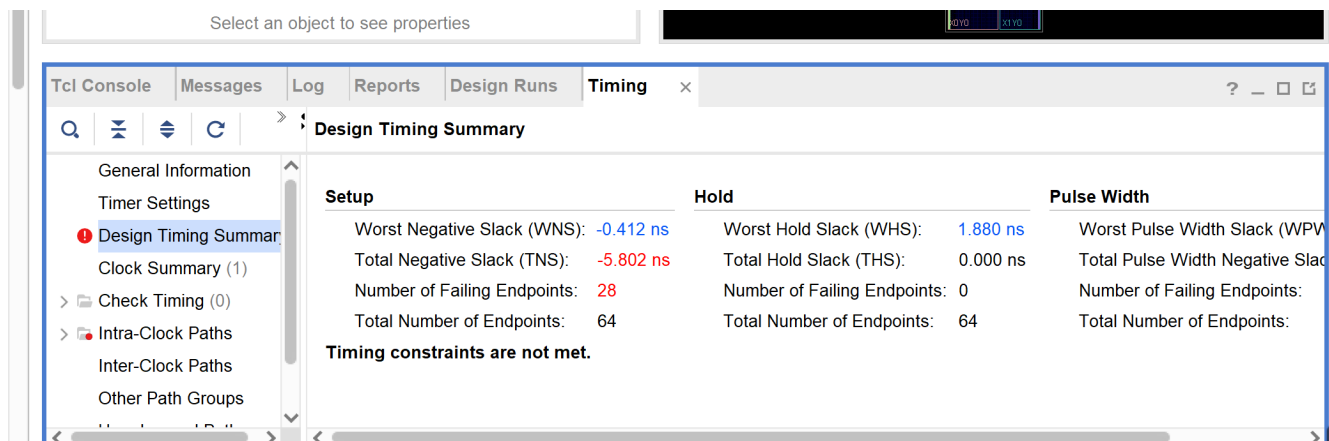 Select an object to see properties
X0Y0 X1Y0
Tcl Console Messages Log Reports Design Runs Timing
Design Timing Summary
General Information
Timer Settings
Design Timing Summar
Clock Summary (1)
Check Timing (0)
Intra-Clock Paths
Inter-Clock Paths
Other Path Groups
Setup
Worst Negative Slack (WNS): -0.412 ns
Total Negative Slack (TNS): -5.802 ns
Number of Failing Endpoints: 28
Total Number of Endpoints: 64
Timing constraints are not met.
Hold
Worst Hold Slack (WHS): 1.880 ns
Total Hold Slack (THS): 0.000 ns
Number of Failing Endpoints: 0
Total Number of Endpoints: 64
Pulse Width
Worst Pulse Width Slack (WPW
Total Pulse Width Negative Slac
Number of Failing Endpoints:
Total Number of Endpoints: